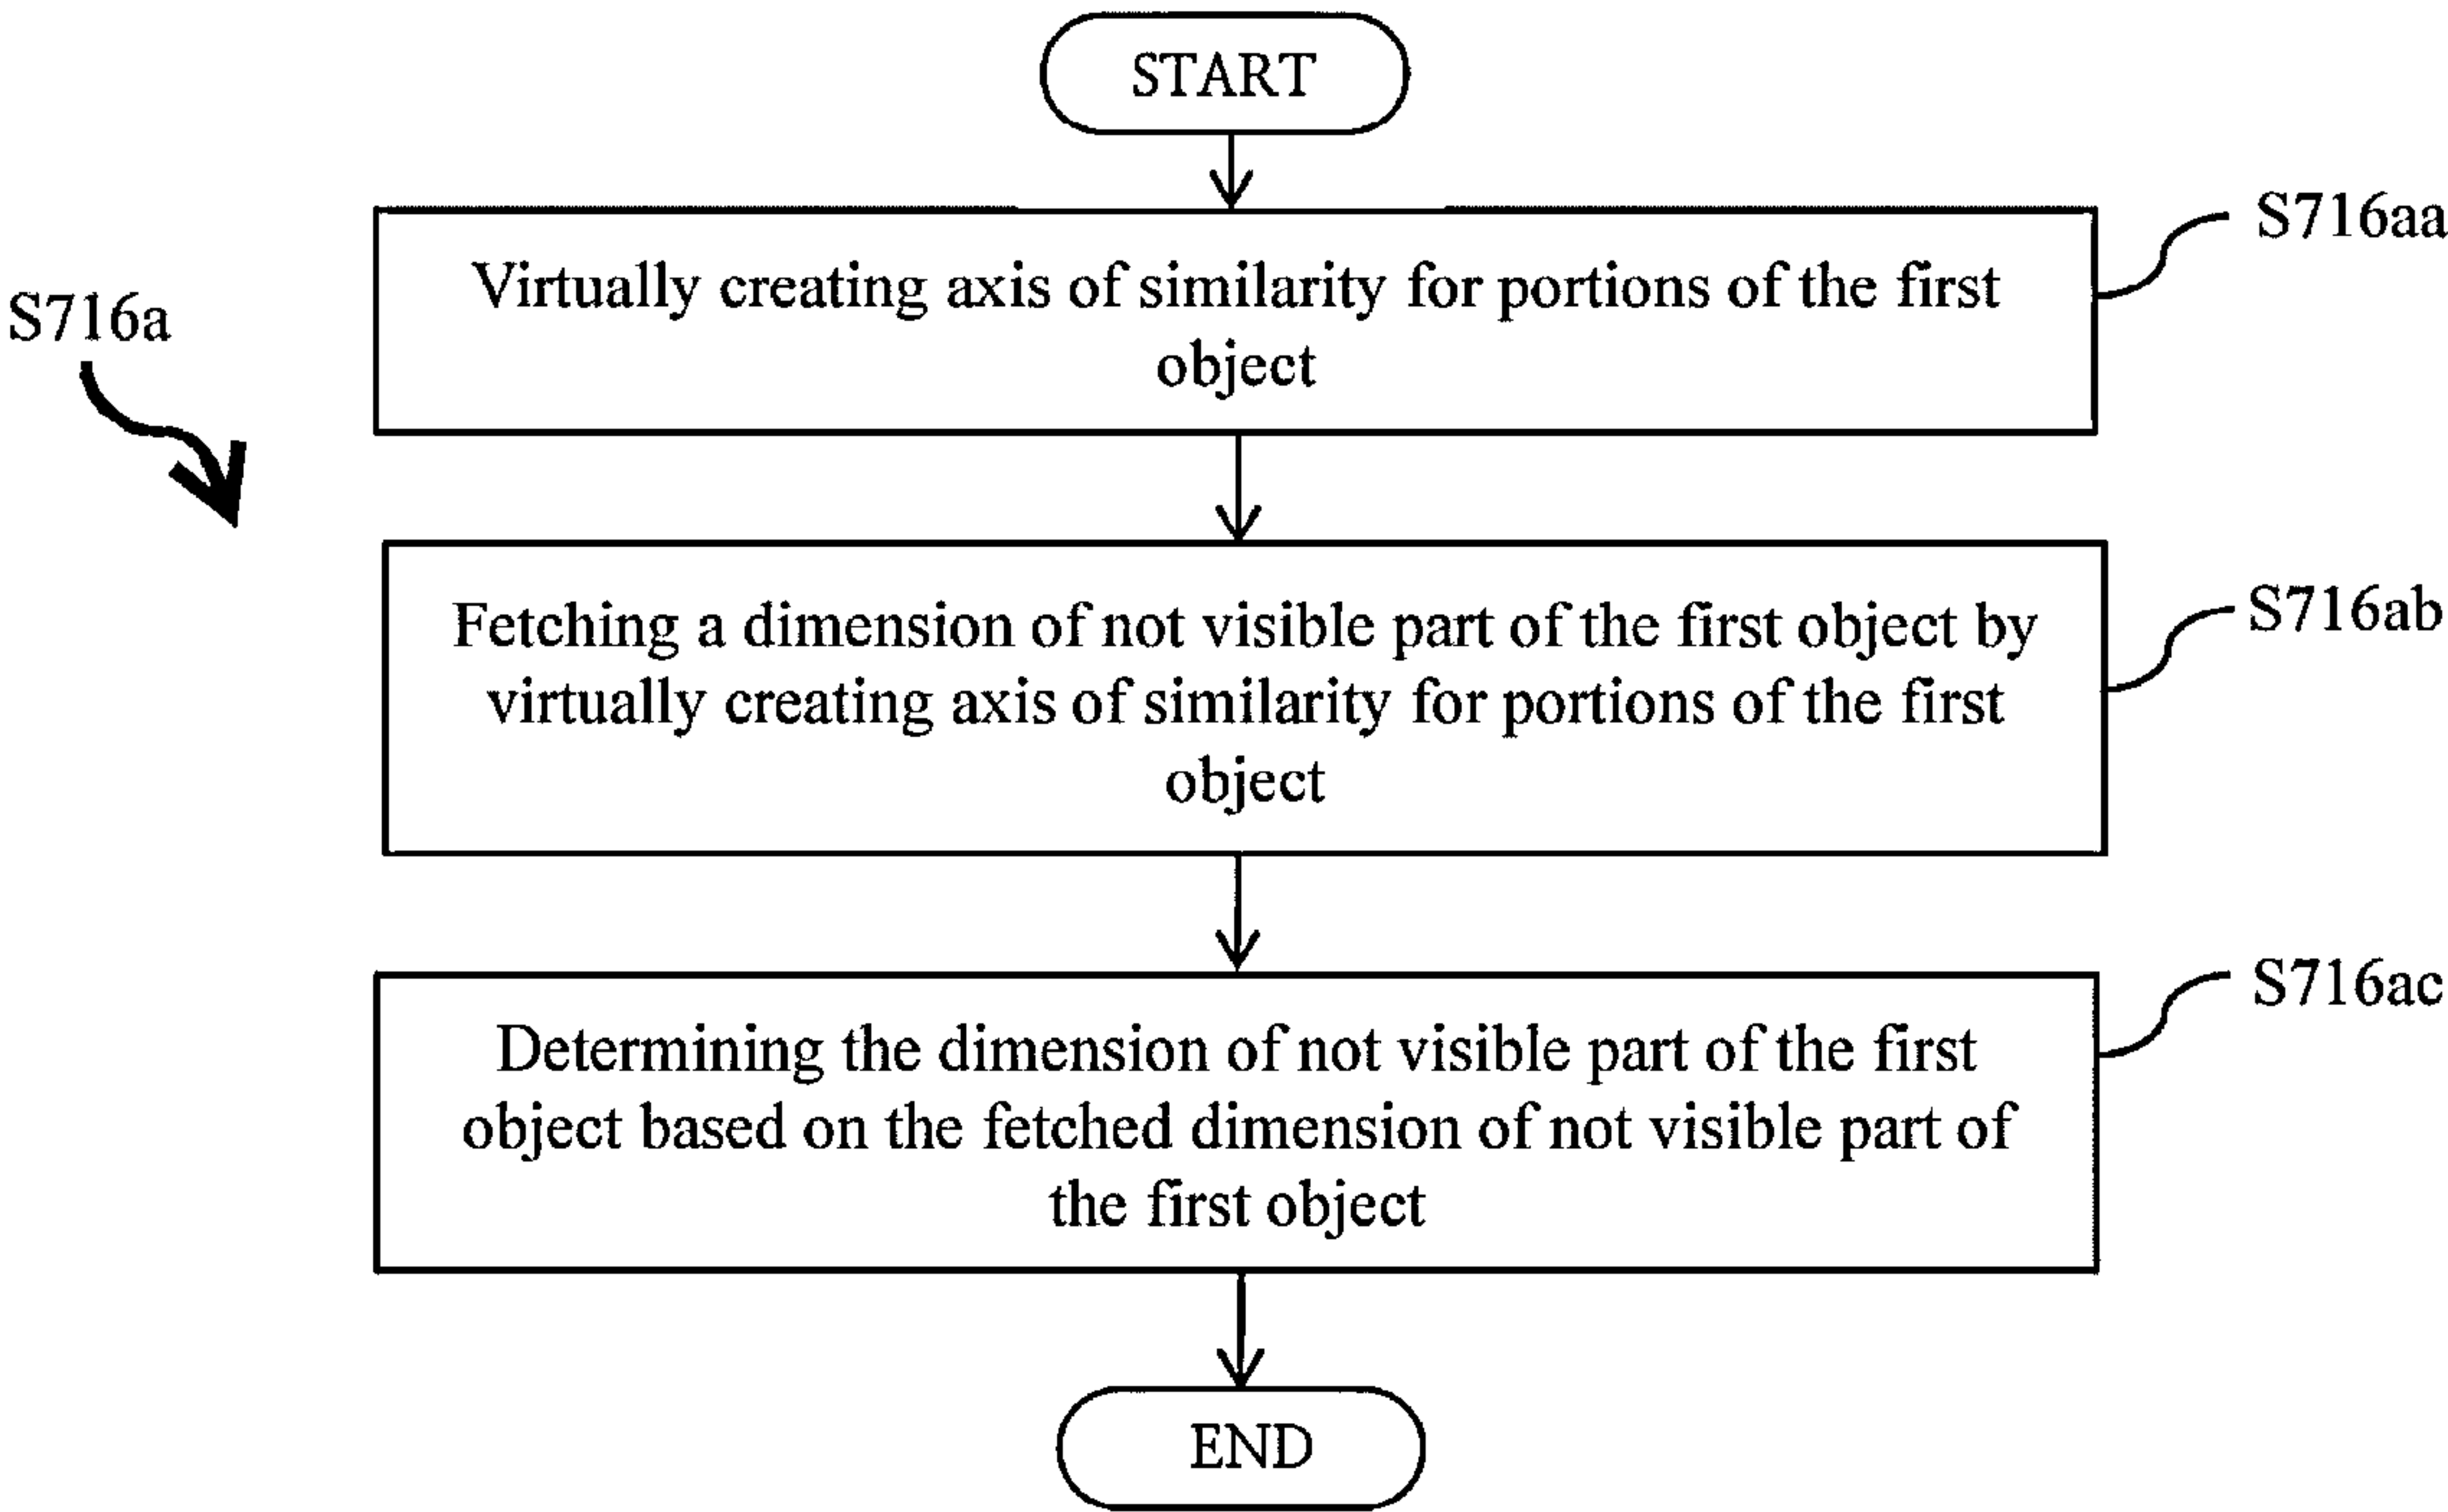 START
S716aa
Virtually creating axis of similarity for portions of the first
object
S716a
Fetching a dimension of not visible part of the first object by
virtually creating axis of similarity for portions of the first
object
S716ab
Determining the dimension of not visible part of the first
object based on the fetched dimension of not visible part of
the first object
S716ac
END